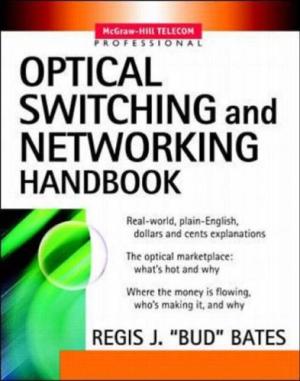 McGraw-Hill TELECOM
PROFESSIONAL
OPTICAL
SWITCHING and
NETWORKING
HANDBOOK
Real-world, plain-English,
dollars and cents explanations
The optical marketplace:
what's hot and why
Where the money is flowing,
who's making it, and why
REGIS J. "BUD" BATES